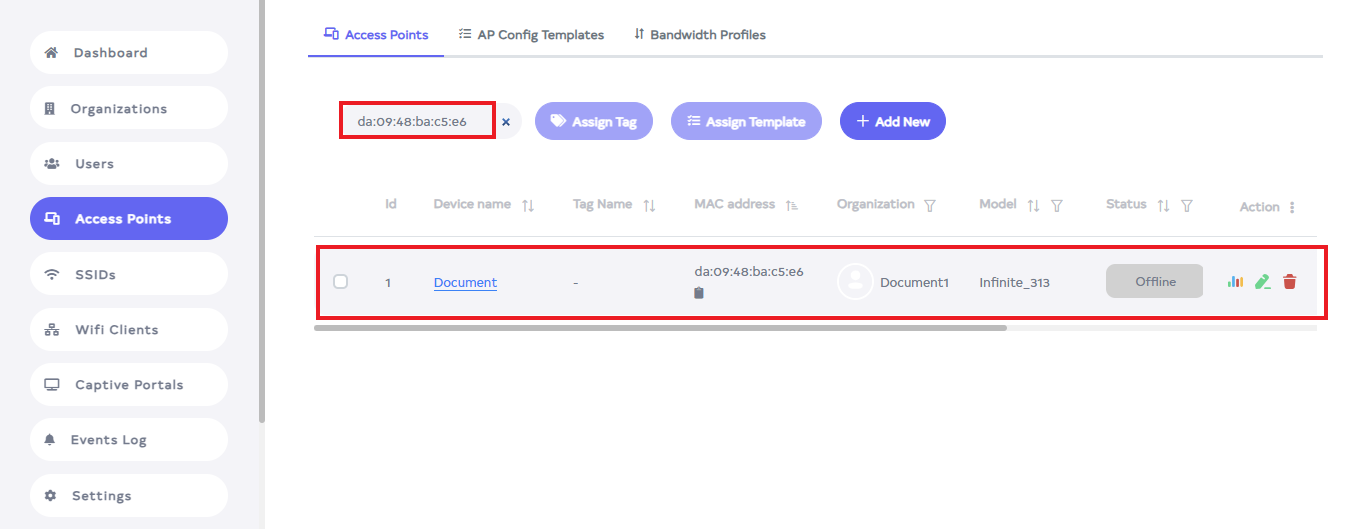 Dashboard
Organizations
Users
Access Points
SSIDs
Wifi Clients
Captive Portals
Events Log
Settings
Access Points AP Config Templates Bandwidth Profiles
da:09:48:ba:c5:e6 × Assign Tag Assign Template + Add New
Id Device name Tag Name MAC address Organization Model Status Action
1 Document - da:09:48:ba:c5:e6 Document1 Infinite_313 Offline